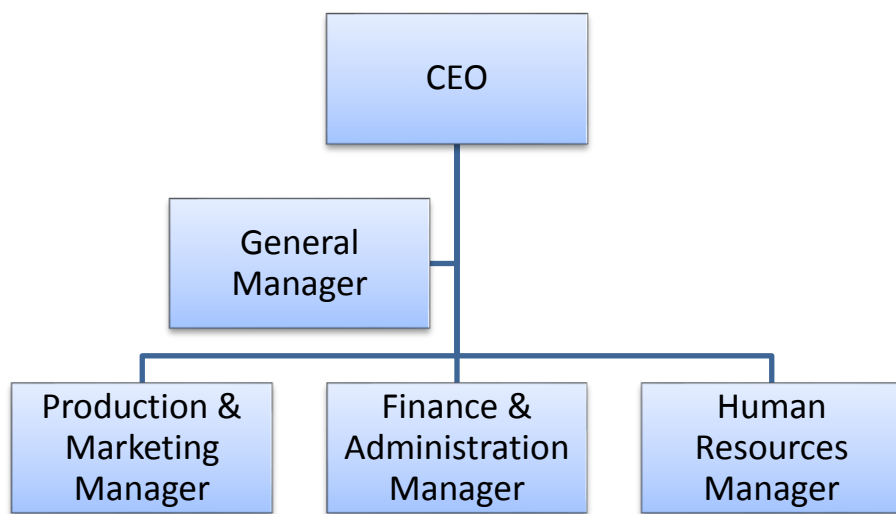 CEO
General
Manager
Production &
Marketing
Manager
Finance &
Administration
Manager
Human
Resources
Manager